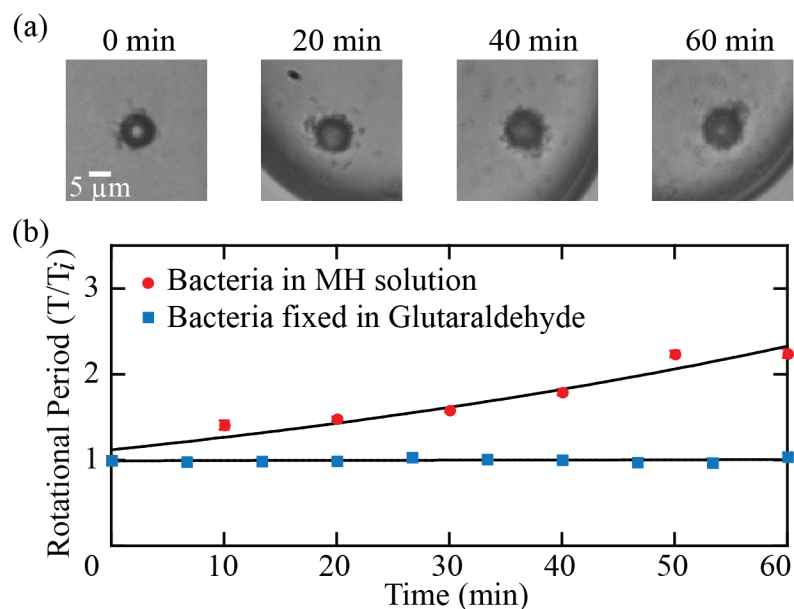 (a)
0 min 20 min 40 min 60 min
5 µm
(b)
Rotational Period (T/Ti)
3
2
1
Bacteria in MH solution
Bacteria fixed in Glutaraldehyde
0 10 20 30 40 50 60
Time (min)